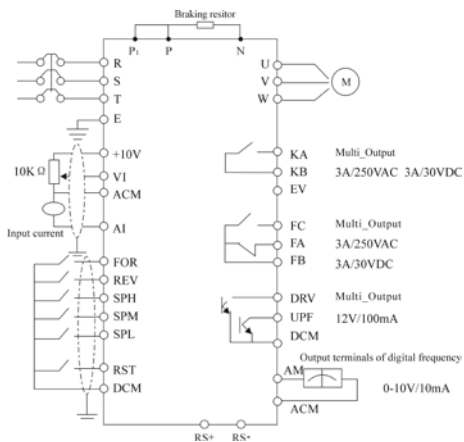 Braking resitor
P1 P N
R
S
T
E
U
V
W
M
+10V
10K Ω
VI
ACM
Input current
AI
KA Multi_Output
KB 3A/250VAC 3A/30VDC
EV
FC Multi_Output
FA 3A/250VAC
FB 3A/30VDC
FOR
REV
SPH
SPM
SPL
RST
DCM
DRV Multi_Output
UPF 12V/100mA
DCM
Output terminals of digital frequency
AM
0-10V/10mA
ACM
RS+ RS-